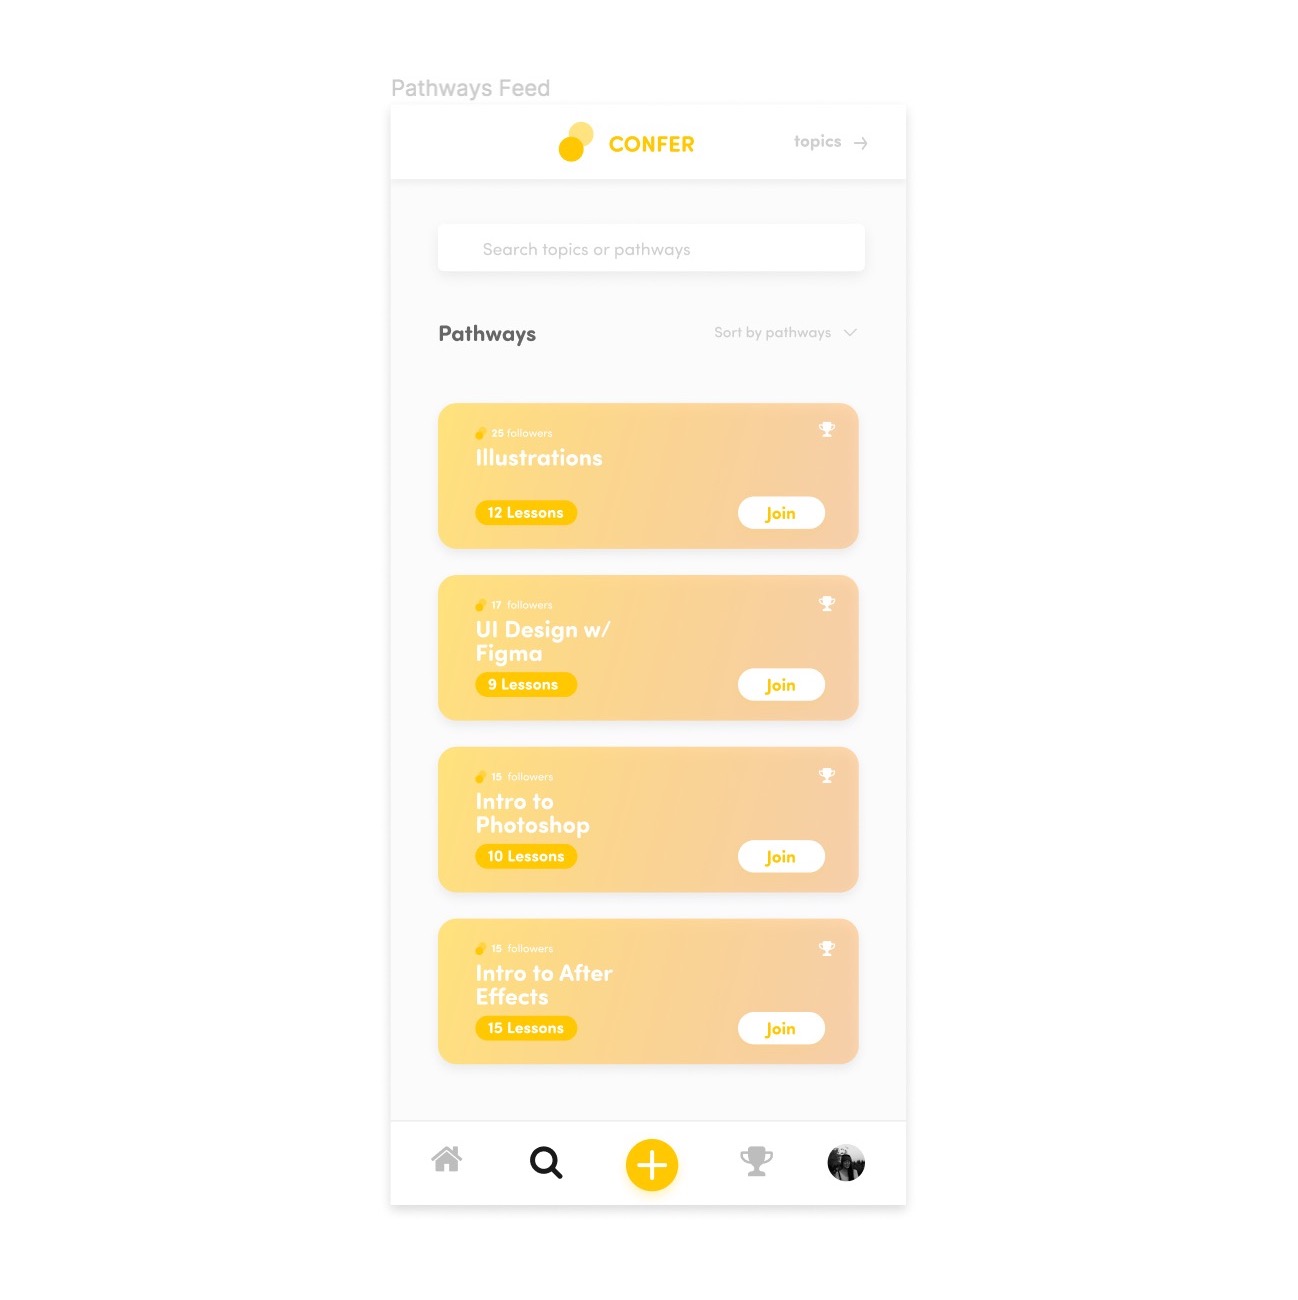 Pathways Feed
CONFER
topics
Search topics or pathways
Pathways
Sort by pathways
25 followers
Illustrations
12 Lessons
Join
17 followers
UI Design w/
Figma
9 Lessons
Join
15 followers
Intro to
Photoshop
10 Lessons
Join
15 followers
Intro to After
Effects
15 Lessons
Join